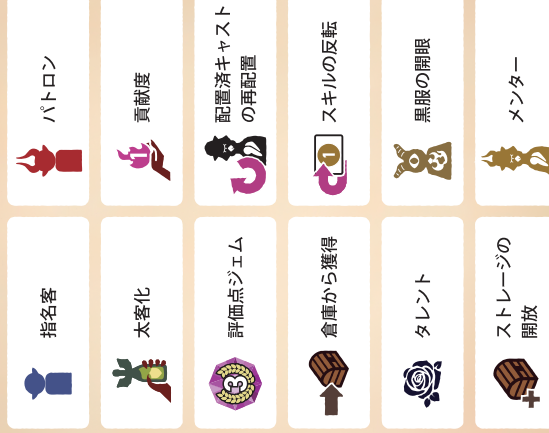 指名客
パトロン
太客化
1
貢献度
3
評価点ジェム
配置済キャスト
の再配置
倉庫から獲得
1
スキルの反転
タレント
黒服の開眼
ストレージの
開放
メンター